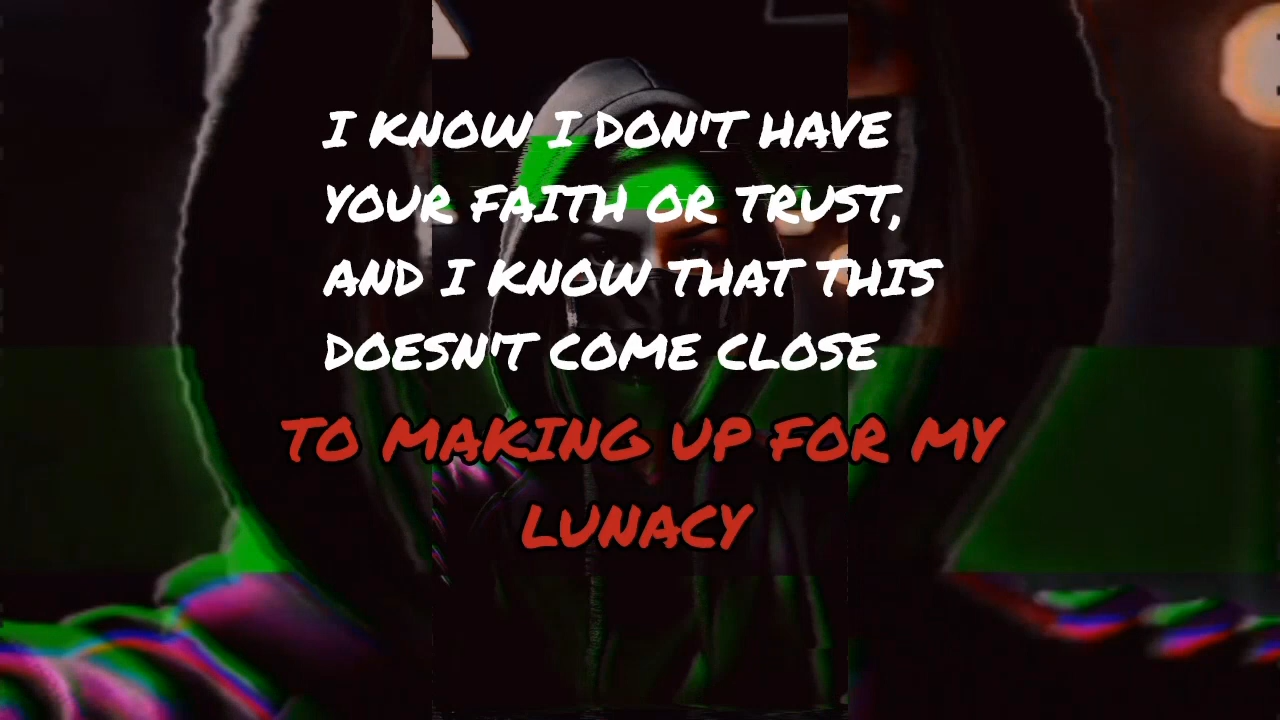 I KNOW I DON'T HAVE
YOUR FAITH OR TRUST,
AND I KNOW THAT THIS
DOESN'T COME CLOSE
TO MAKING UP FOR MY
LUNACY